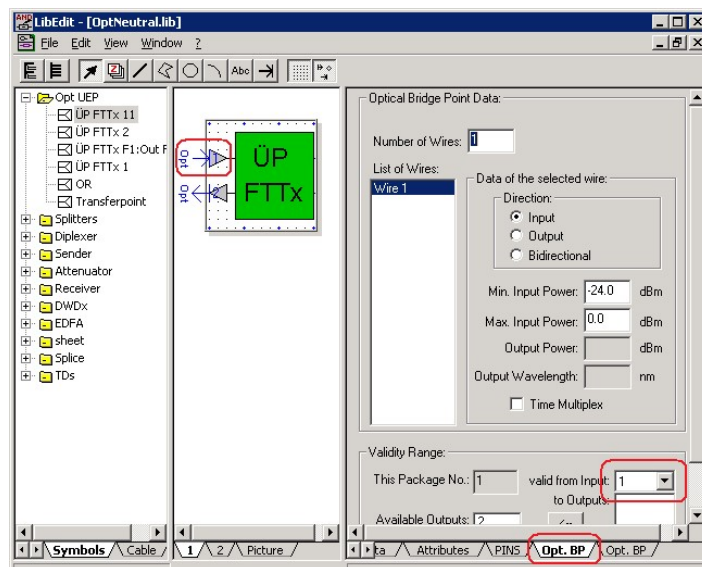 LibEdit - [OptNeutral.lib]
File Edit View Window ?
Abc
Opt UEP
ÜP FTTx 11
ÜP FTTx 2
ÜP FTTx F1:Out F
ÜP FTTx 1
OR
Transferpoint
Splitters
Diplexer
Sender
Attenuator
Receiver
DWDx
EDFA
sheet
Splice
TDs
Symbols Cable
Opt
Opt
ÜP
FTTx
1 2 Picture
Optical Bridge Point Data:
Number of Wires: 1
List of Wires:
Wire 1
Data of the selected wire:
Direction:
Input
Output
Bidirectional
Min. Input Power: -24.0 dBm
Max. Input Power: 0.0 dBm
Output Power: dBm
Output Wavelength: nm
Time Multiplex
Validity Range:
This Package No.: 1 valid from Input: 1
to Outputs:
Available Outputs: 2
ta Attributes PINS Opt. BP Opt. BP